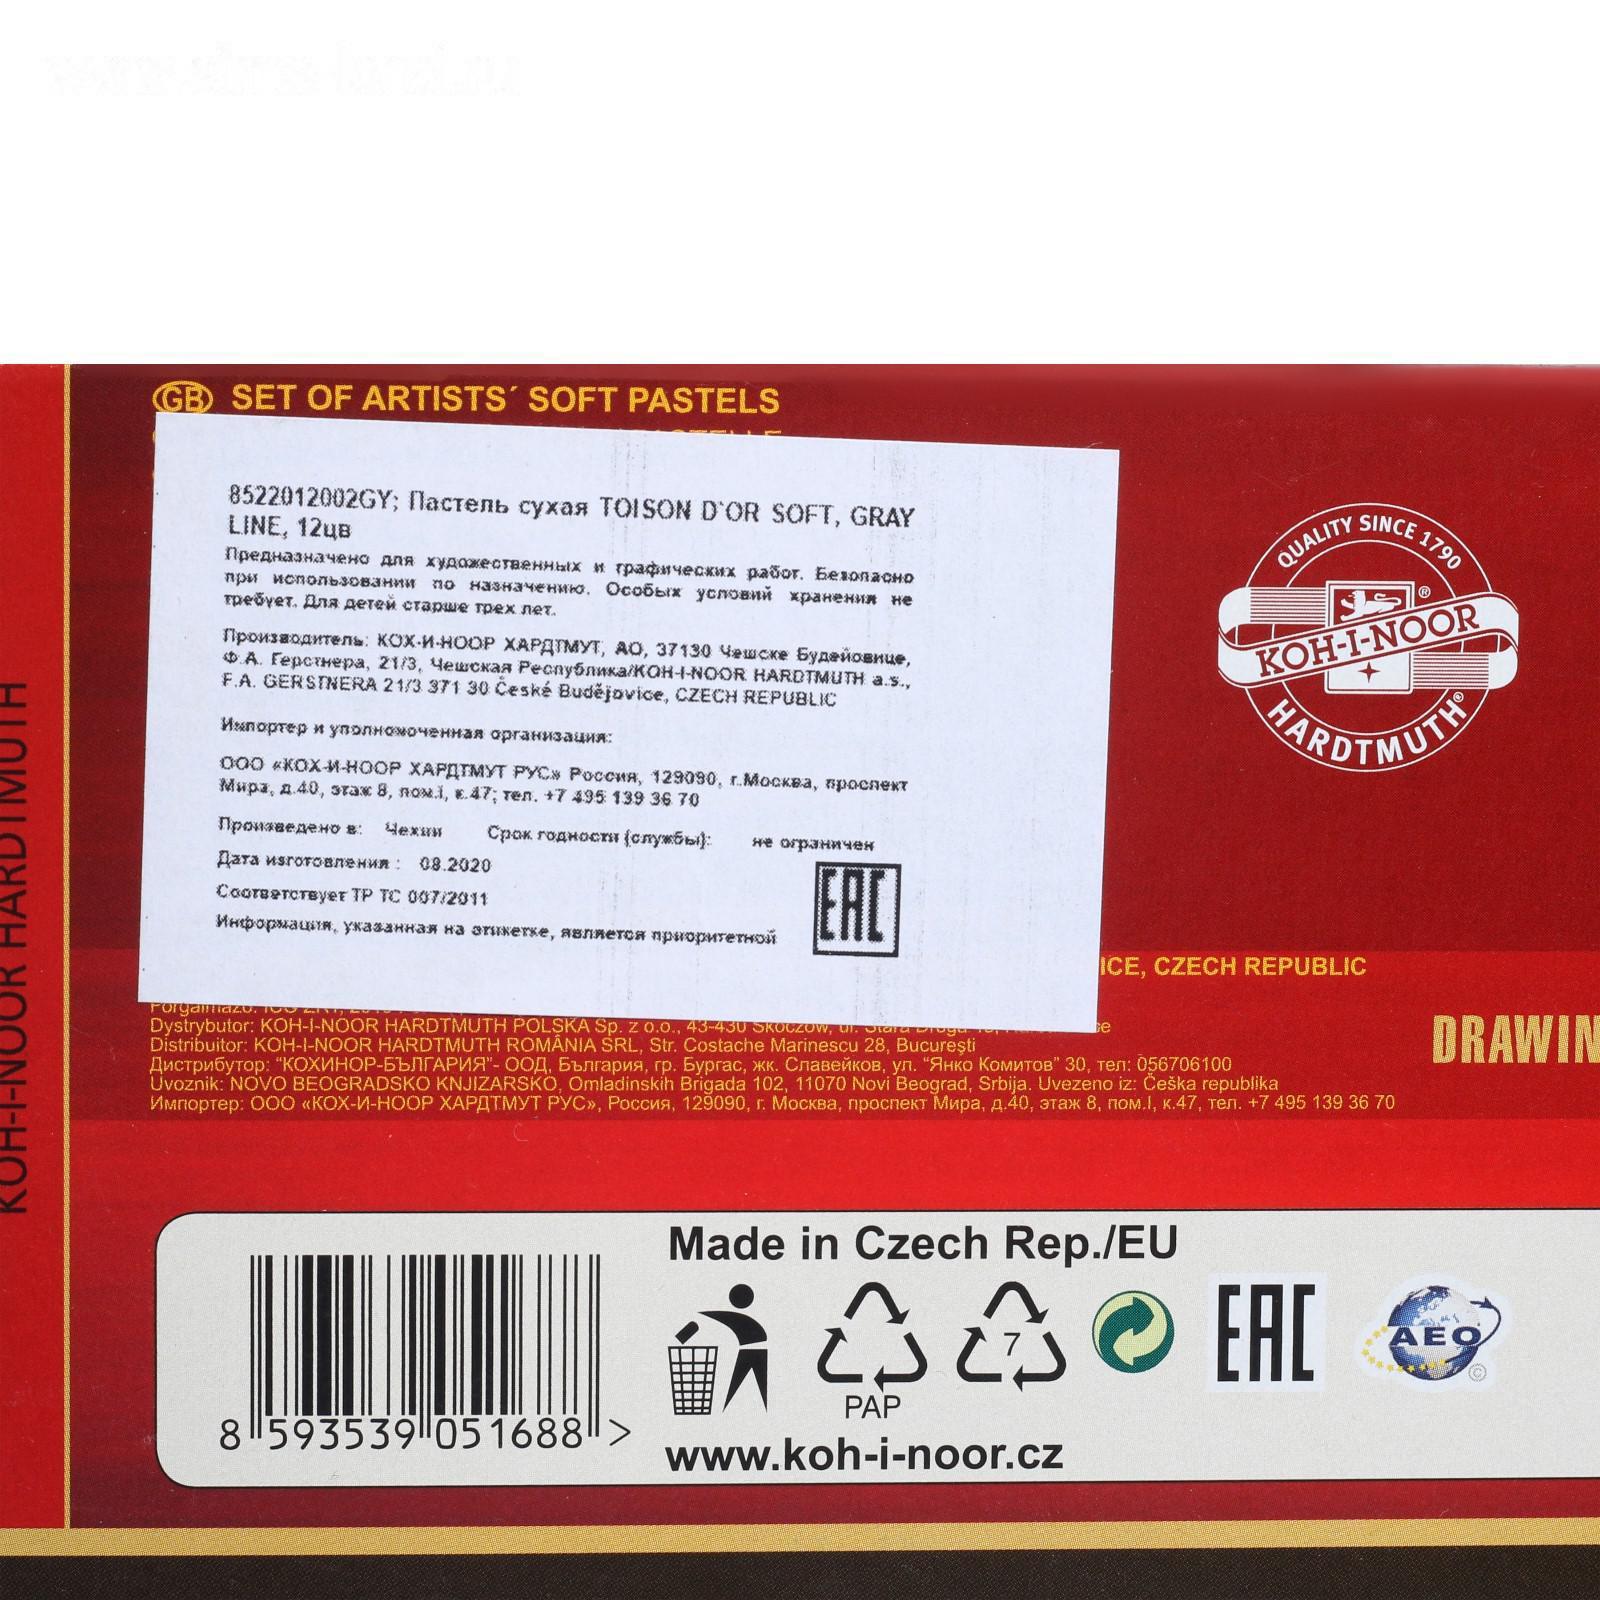 GB SET OF ARTISTS´ SOFT PASTELS
8522012002GY; Пастель сухая TOISON D`OR SOFT, GRAY
LINE, 12цв
Предназначено для художественных и графических работ. Безопасно
при использовании по назначению. Особых условий хранения не
требует. Для детей старше трех лет.
Производитель: КОХ-И-НООР ХАРДТМУТ, АО, 37130 Чешске Будейовице,
Ф.А. Герстнера, 21/3, Чешская Республика/KOH-I-NOOR HARDTMUTH a.s.,
F.A. GERSTNERA 21/3 371 30 České Budějovice, CZECH REPUBLIC
Импортер и уполномоченная организация:
ООО «КОХ-И-НООР ХАРДТМУТ РУС» Россия, 129090, г.Москва, проспект
Мира, д.40, этаж 8, пом.I, к.47; тел. +7 495 139 36 70
Произведено в: Чехии Срок годности (службы): не ограничен
Дата изготовления : 08.2020
Соответствует ТР ТС 007/2011
Информация, указанная на этикетке, является приоритетной
EAC
QUALITY SINCE 1790
KOH-I-NOOR®
HARDTMUTH®
ICE, CZECH REPUBLIC
Dystrybutor: KOH-I-NOOR HARDTMUTH POLSKA Sp. z o.o., 43-430 Skoczów, ul.
Distribuitor: KOH-I-NOOR HARDTMUTH ROMÂNIA SRL, Str. Costache Marinescu 28, Bucureşti
Дистрибутор: "КОХИНОР-БЪЛГАРИЯ"- ООД, България, гр. Бургас, жк. Славейков, ул. "Янко Комитов" 30, тел: 056706100
Uvoznik: NOVO BEOGRADSKO KNJIZARSKO, Omladinskih Brigada 102, 11070 Novi Beograd, Srbija. Uvezeno iz: Češka republika
Импортер: ООО «КОХ-И-НООР ХАРДТМУТ РУС», Россия, 129090, г. Москва, проспект Мира, д.40, этаж 8, пом.I, к.47, тел. +7 495 139 36 70
DRAWIN
KOH-I-NOOR HARDTMUTH
Made in Czech Rep./EU
7
PAP
EAC
AEO ©
8 593539 051688 >
www.koh-i-noor.cz